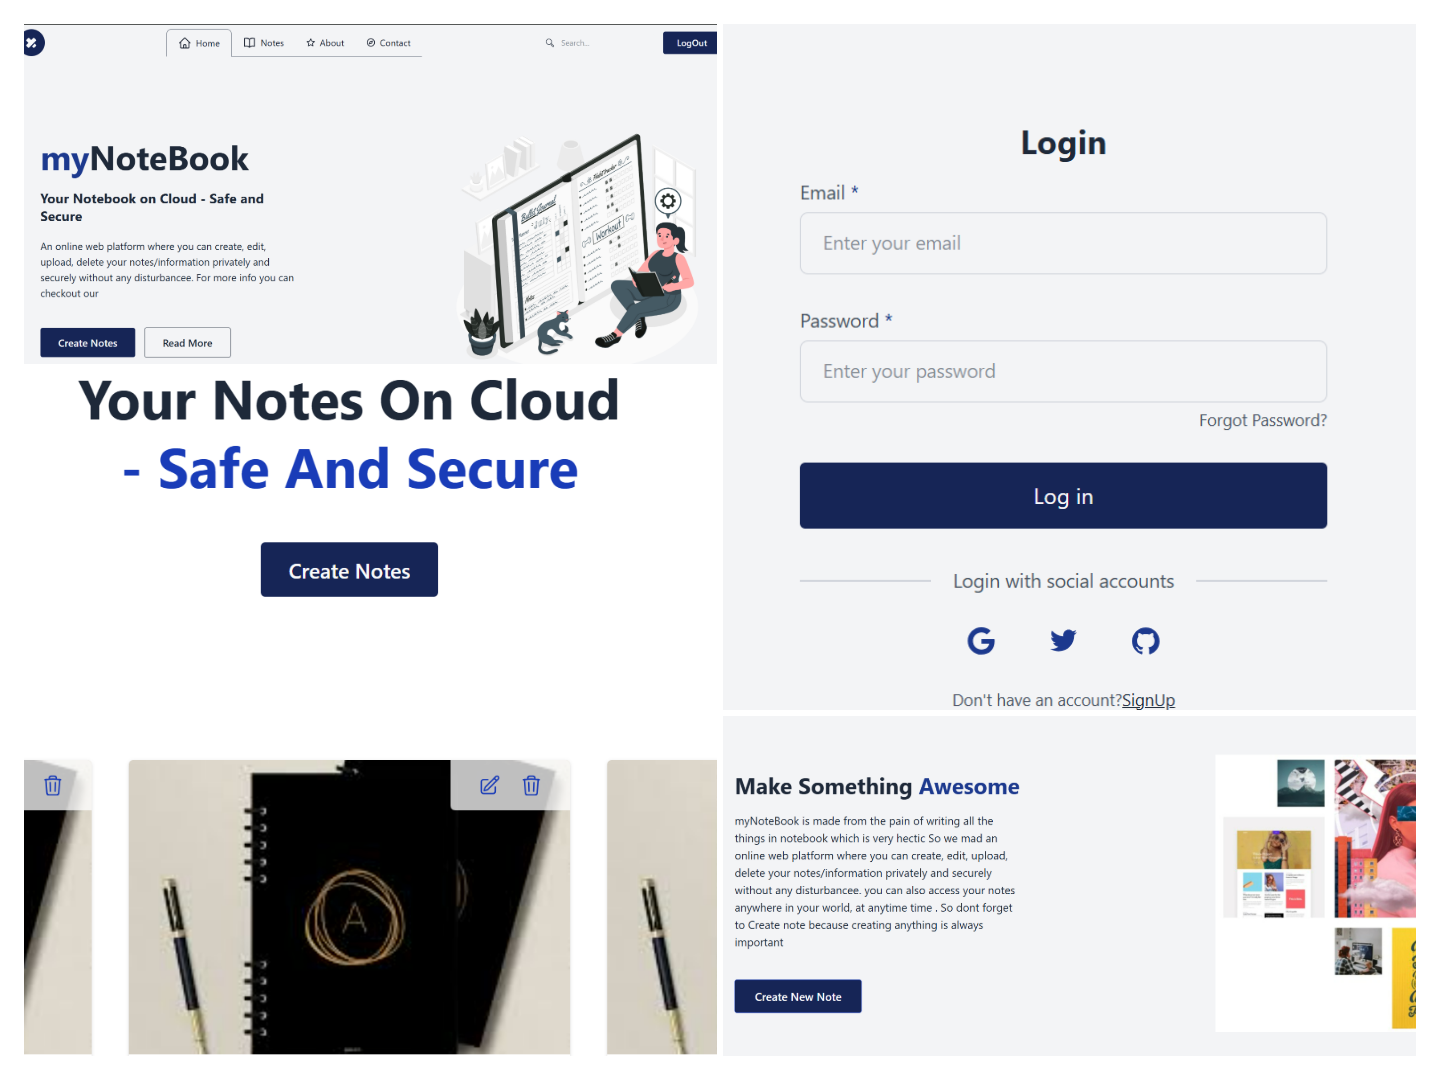 Home
Notes
About
Contact
Search...
LogOut
myNoteBook
Your Notebook on Cloud - Safe and
Secure
An online web platform where you can create, edit,
upload, delete your notes/information privately and
securely without any disturbancee. For more info you can
checkout our
Create Notes
Read More
Bullet Journal
July
Notes
Workout
Your Notes On Cloud
- Safe And Secure
Create Notes
A
Login
Email *
Enter your email
Password *
Enter your password
Forgot Password?
Log in
Login with social accounts
Don't have an account?SignUp
Make Something Awesome
myNoteBook is made from the pain of writing all the
things in notebook which is very hectic So we mad an
online web platform where you can create, edit, upload,
delete your notes/information privately and securely
without any disturbancee. you can also access your notes
anywhere in your world, at anytime time . So dont forget
to Create note because creating anything is always
important
Create New Note